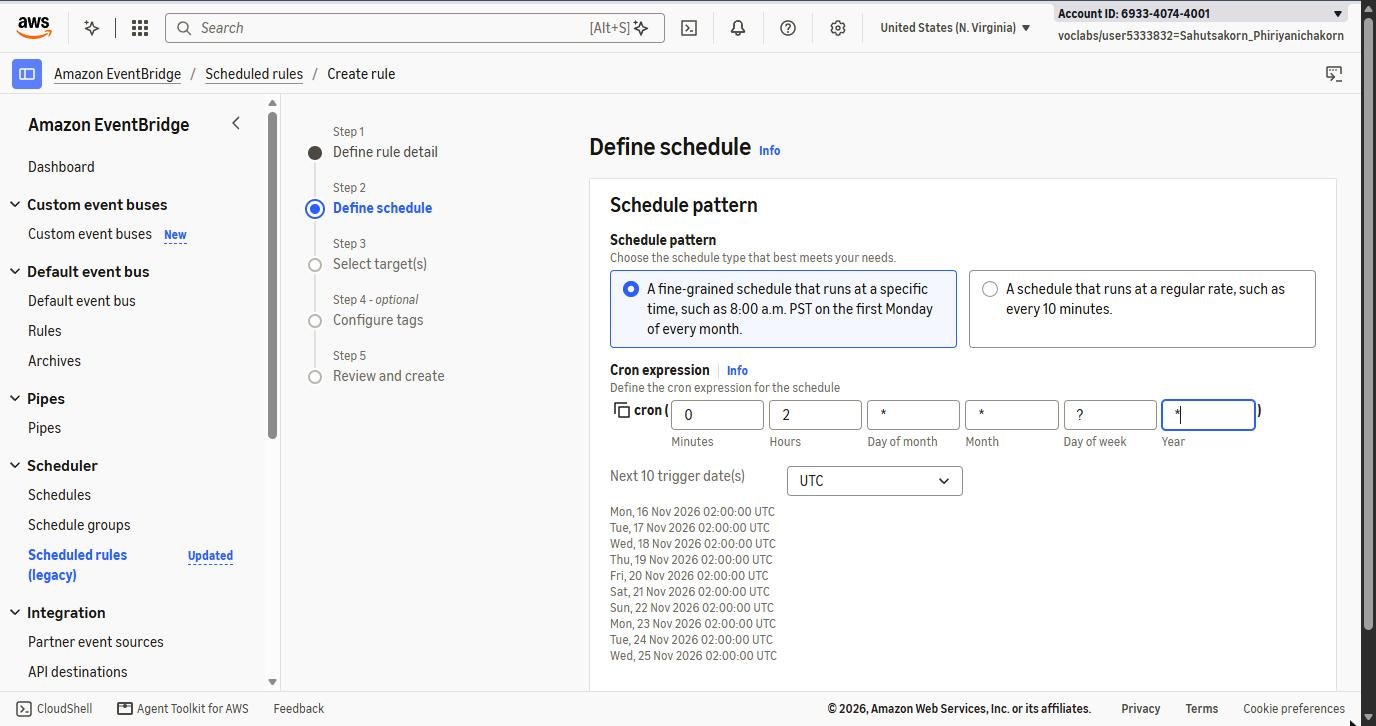 aws
Search
[Alt+S]
United States (N. Virginia)
Account ID: 6933-4074-4001
voclabs/user5333832=Sahutsakorn_Phiriyanichakorn
Amazon EventBridge / Scheduled rules / Create rule
Amazon EventBridge
Dashboard
Custom event buses
Custom event buses New
Default event bus
Default event bus
Rules
Archives
Pipes
Pipes
Scheduler
Schedules
Schedule groups
Scheduled rules
(legacy)
Updated
Integration
Partner event sources
API destinations
Step 1
Define rule detail
Step 2
Define schedule
Step 3
Select target(s)
Step 4 - optional
Configure tags
Step 5
Review and create
Define schedule Info
Schedule pattern
Schedule pattern
Choose the schedule type that best meets your needs.
A fine-grained schedule that runs at a specific
time, such as 8:00 a.m. PST on the first Monday
of every month.
A schedule that runs at a regular rate, such as
every 10 minutes.
Cron expression Info
Define the cron expression for the schedule
cron ( 0 2 * * ? * )
Minutes Hours Day of month Month Day of week Year
Next 10 trigger date(s) UTC
Mon, 16 Nov 2026 02:00:00 UTC
Tue, 17 Nov 2026 02:00:00 UTC
Wed, 18 Nov 2026 02:00:00 UTC
Thu, 19 Nov 2026 02:00:00 UTC
Fri, 20 Nov 2026 02:00:00 UTC
Sat, 21 Nov 2026 02:00:00 UTC
Sun, 22 Nov 2026 02:00:00 UTC
Mon, 23 Nov 2026 02:00:00 UTC
Tue, 24 Nov 2026 02:00:00 UTC
Wed, 25 Nov 2026 02:00:00 UTC
CloudShell Agent Toolkit for AWS Feedback © 2026, Amazon Web Services, Inc. or its affiliates. Privacy Terms Cookie preferences